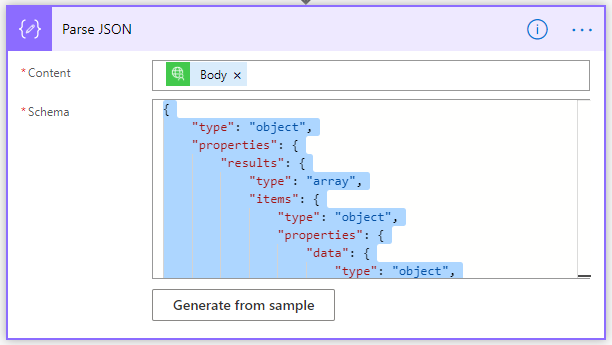 Parse JSON
* Content
Body ×
* Schema
{
"type": "object",
"properties": {
"results": {
"type": "array",
"items": {
"type": "object",
"properties": {
"data": {
"type": "object",
Generate from sample